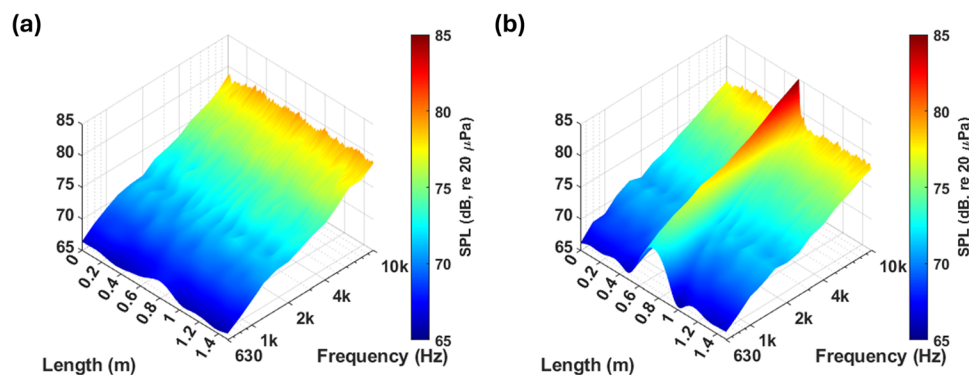 (a)
85
80
75
70
65
0
0.2
0.4
0.6
0.8
1
1.2
1.4
Length (m)
630
1k
2k
4k
10k
Frequency (Hz)
85
80
75
70
65
SPL (dB, re 20 μPa)
(b)
85
80
75
70
65
0
0.2
0.4
0.6
0.8
1
1.2
1.4
Length (m)
630
1k
2k
4k
10k
Frequency (Hz)
85
80
75
70
65
SPL (dB, re 20 μPa)